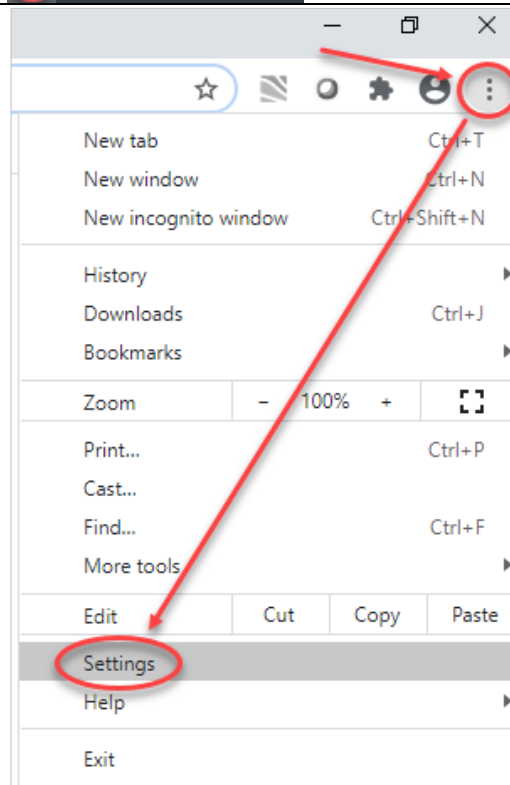 New tab Ctrl+T
New window Ctrl+N
New incognito window Ctrl+Shift+N
History
Downloads Ctrl+J
Bookmarks
Zoom - 100% +
Print... Ctrl+P
Cast...
Find... Ctrl+F
More tools
Edit Cut Copy Paste
Settings
Help
Exit